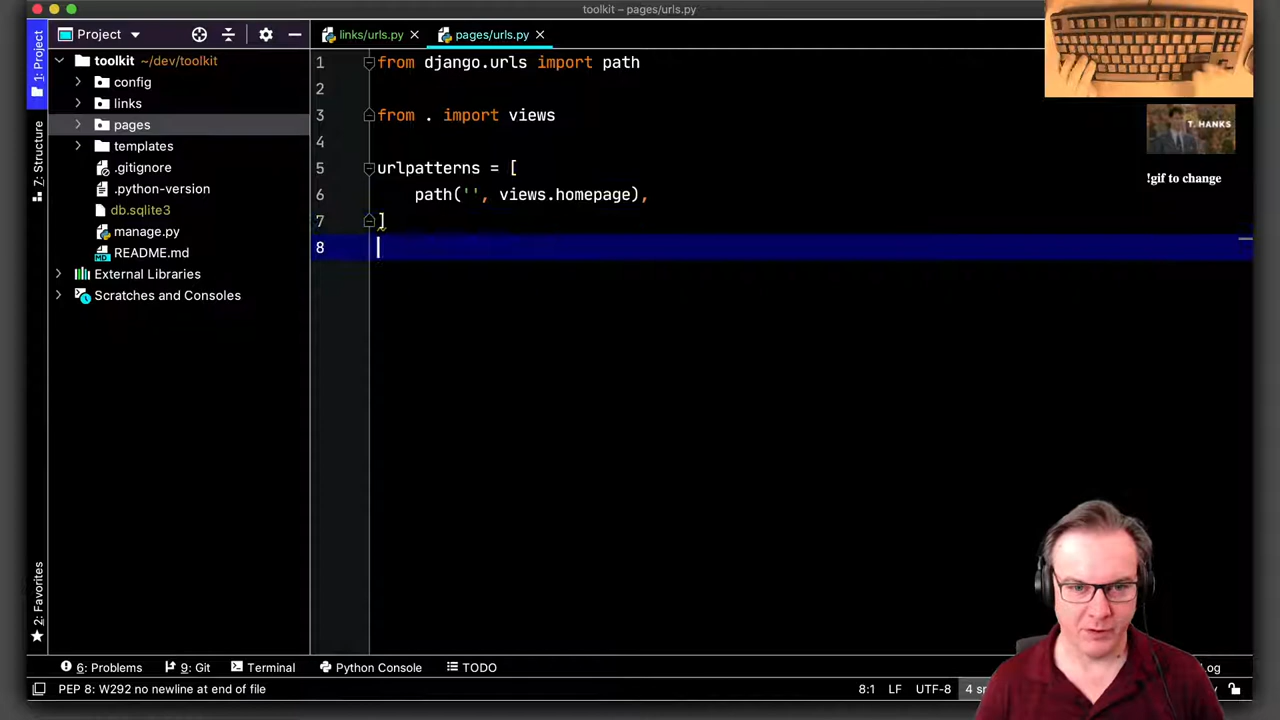 toolkit – pages/urls.py
Project
links/urls.py
pages/urls.py
1: Project
7: Structure
2: Favorites
toolkit ~/dev/toolkit
config
links
pages
templates
.gitignore
.python-version
db.sqlite3
manage.py
README.md
External Libraries
Scratches and Consoles
1 from django.urls import path
2
3 from . import views
4
5 urlpatterns = [
6 path('', views.homepage),
7 ]
8
T. HANKS
!gif to change
6: Problems
9: Git
Terminal
Python Console
TODO
PEP 8: W292 no newline at end of file
8:1
LF
UTF-8